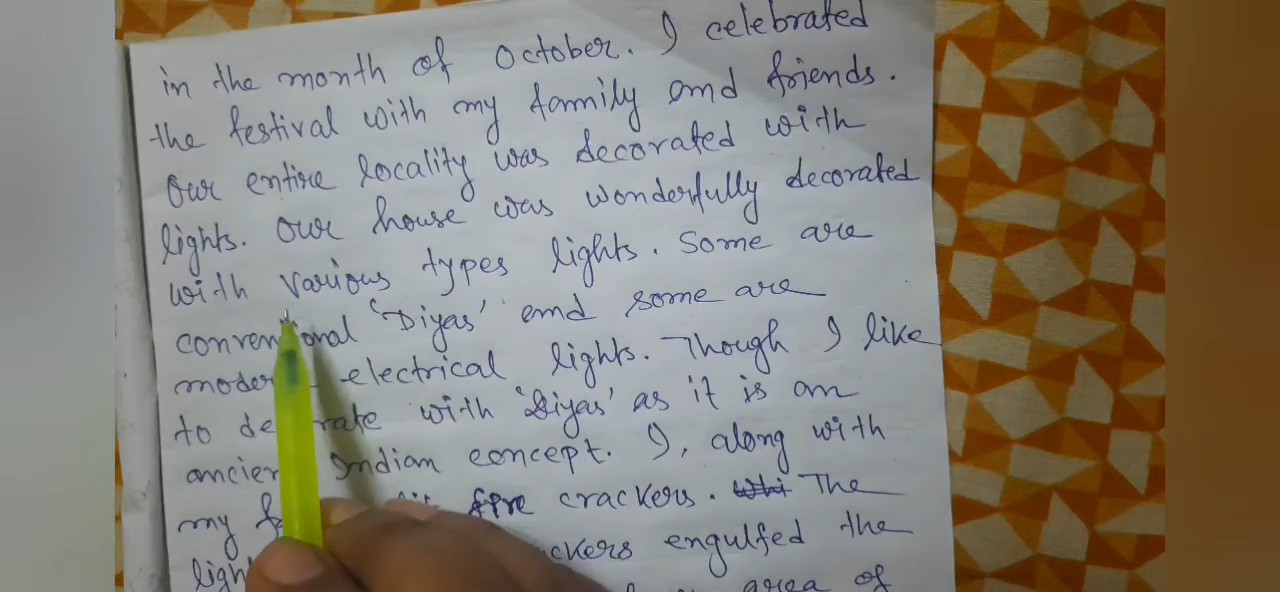 in the month of October. I celebrated
the festival with my family and friends.
Our entire locality was decorated with
lights. Our house was wonderfully decorated
with various types lights. Some are
conventional 'Diyas' and some are
electrical lights. Though I like
to with 'Diyas' as it is an
Indian concept. I, along with
my fire crackers. The
engulfed the
area of